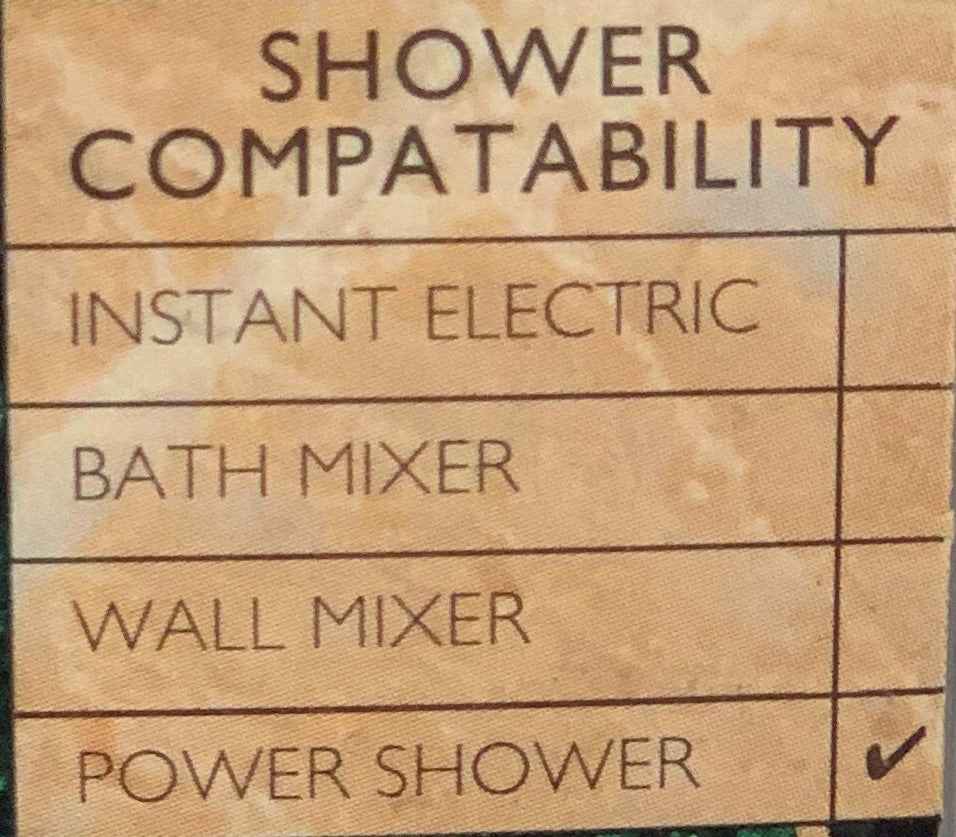 SHOWER
COMPATABILITY
INSTANT ELECTRIC
BATH MIXER
WALL MIXER
POWER SHOWER ✓